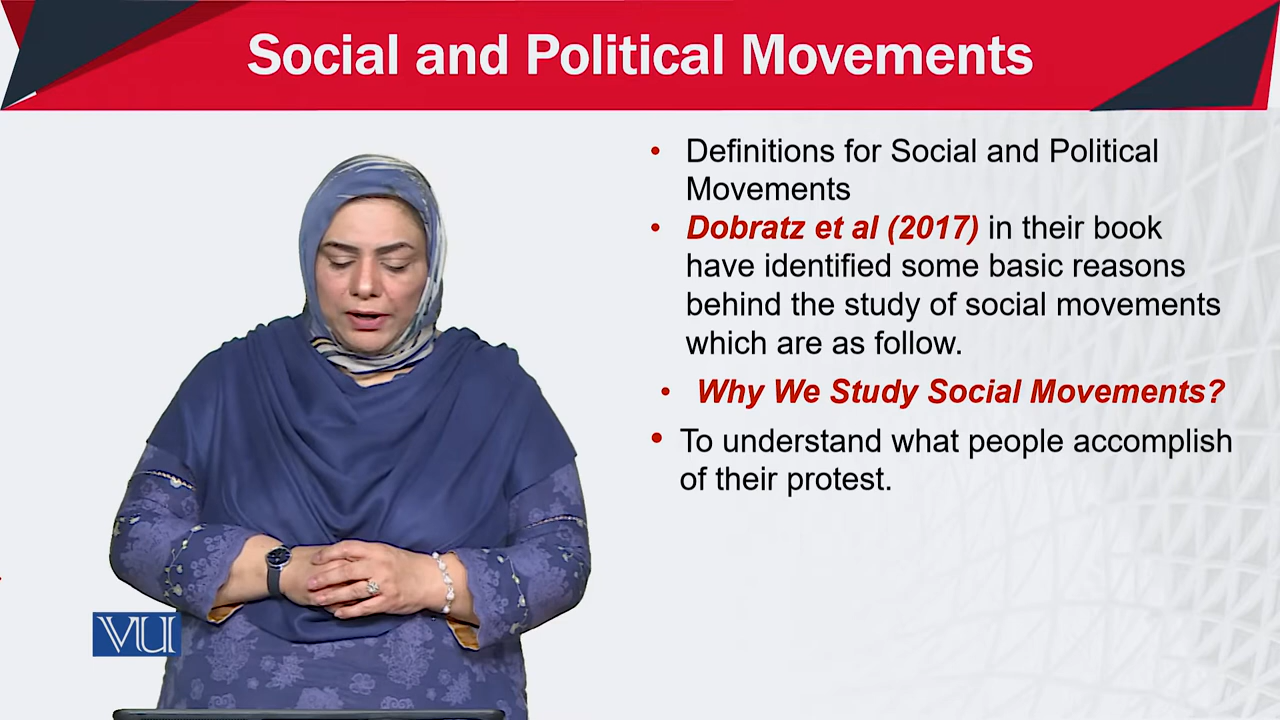 Social and Political Movements
• Definitions for Social and Political
Movements
• Dobratz et al (2017) in their book
have identified some basic reasons
behind the study of social movements
which are as follow.
• Why We Study Social Movements?
• To understand what people accomplish
of their protest.
VU